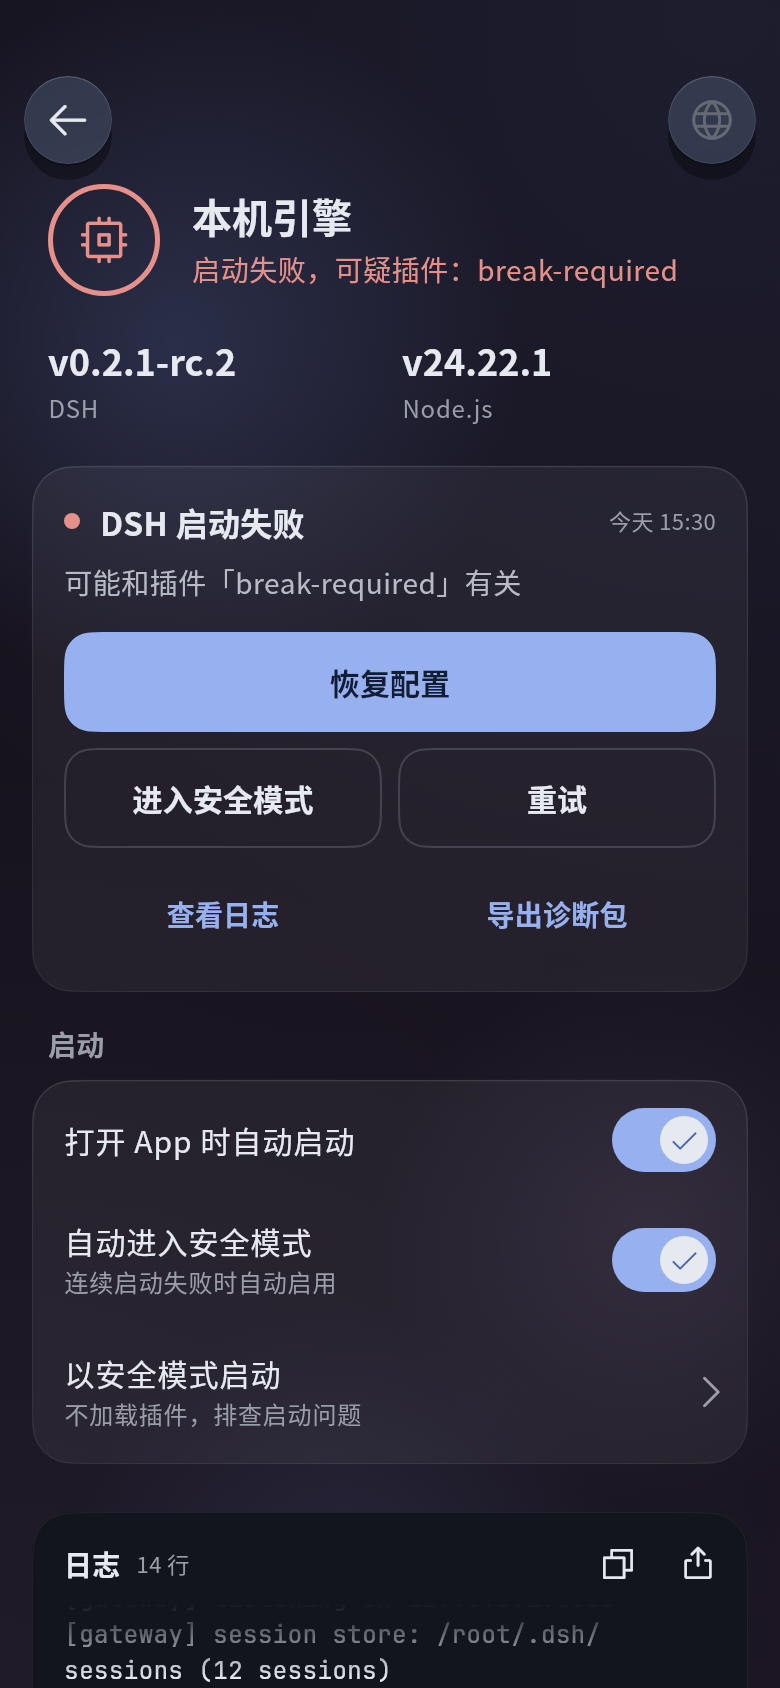 本机引擎
启动失败，可疑插件：break-required
v0.2.1-rc.2
v24.22.1
DSH
Node.js
DSH 启动失败
今天 15:30
可能和插件「break-required」有关
恢复配置
进入安全模式
重试
查看日志
导出诊断包
启动
打开 App 时自动启动
自动进入安全模式
连续启动失败时自动启用
以安全模式启动
不加载插件，排查启动问题
日志 14 行
[gateway] session store: /root/.dsh/
sessions (12 sessions)